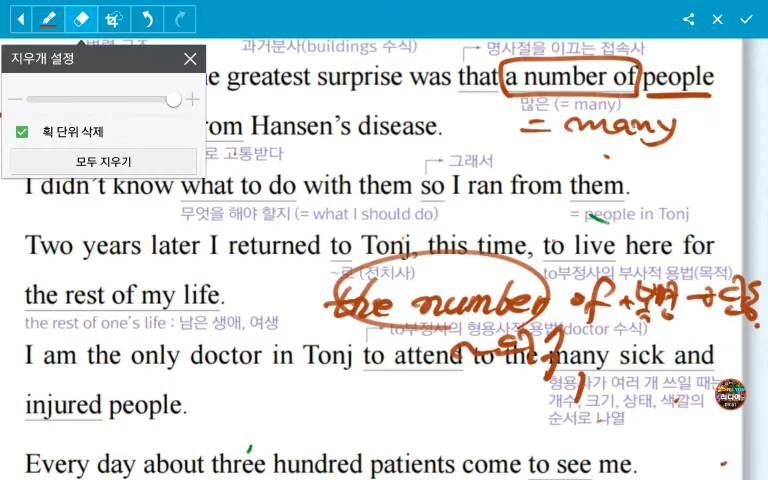 과거분사(buildings 수식)
명사절을 이끄는 접속사
지우개 설정
e greatest surprise was that a number of people
많은 (= many)
= many
획 단위 삭제
om Hansen's disease.
모두 지우기
로 고통받다
그래서
I didn't know what to do with them so I ran from them.
무엇을 해야 할지 (= what I should do)
= people in Tonj
Two years later I returned to Tonj, this time, to live here for
~로 (전치사)
to부정사의 부사적 용법(목적)
the rest of my life.
the number of +
the rest of one's life : 남은 생애, 여생
to부정사의 형용사적 용법(doctor 수식)
~의 수
I am the only doctor in Tonj to attend to the many sick and
형용사가 여러 개 쓰일 때는
injured people.
개수, 크기, 상태, 색깔의
순서로 나열
Every day about three hundred patients come to see me.